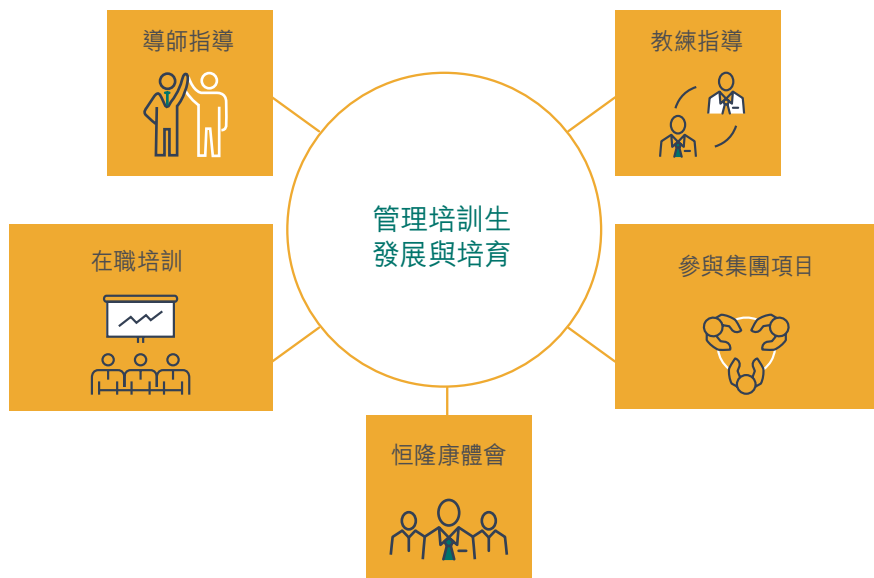 導師指導
教練指導
管理培訓生
發展與培育
在職培訓
參與集團項目
恒隆康體會